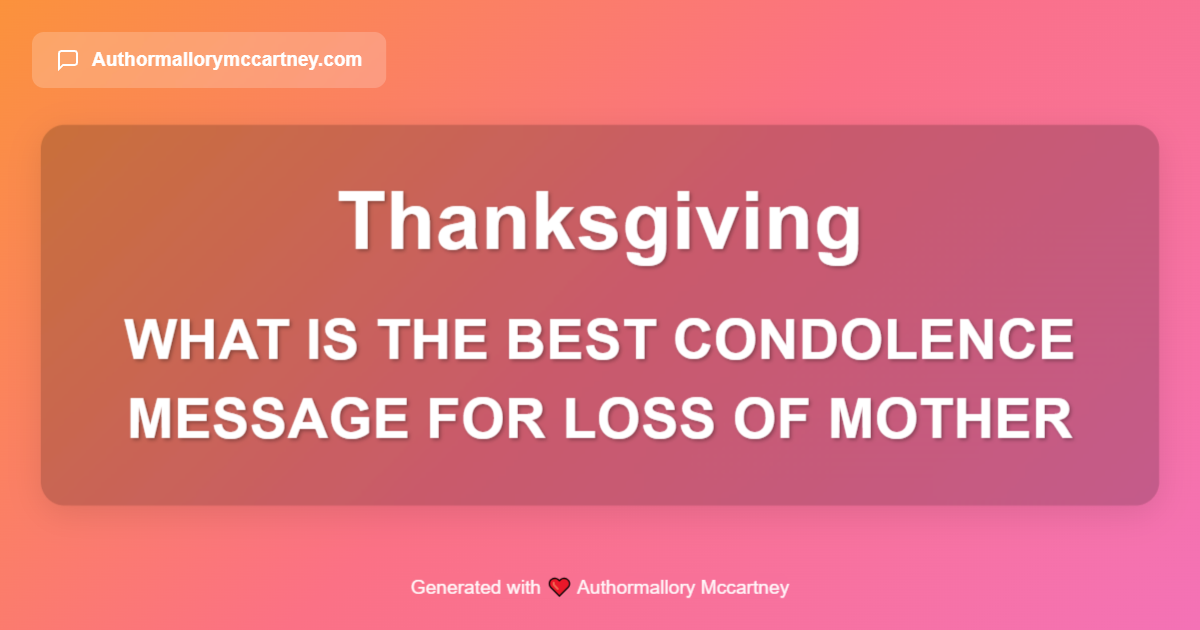 Authormallorymccartney.com
Thanksgiving
WHAT IS THE BEST CONDOLENCE
MESSAGE FOR LOSS OF MOTHER
Generated with ❤️ Authormallory Mccartney